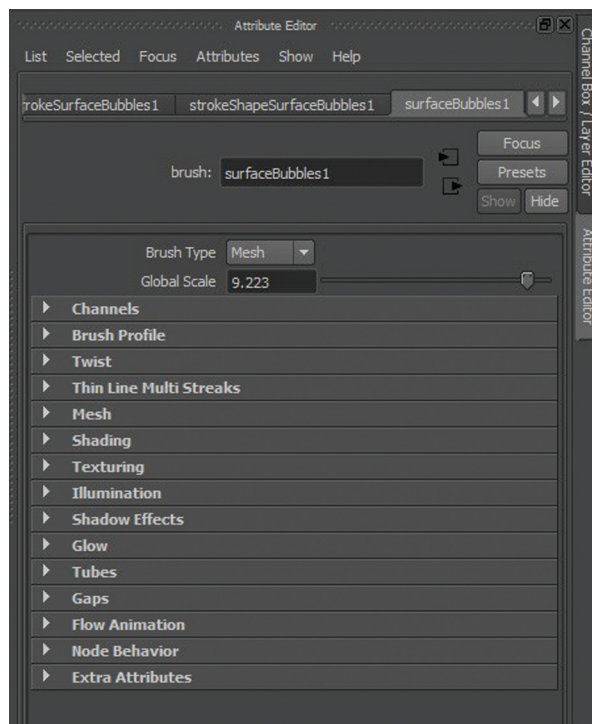 Attribute Editor
List Selected Focus Attributes Show Help
rokeSurfaceBubbles1 strokeShapeSurfaceBubbles1 surfaceBubbles1
Focus
brush: surfaceBubbles1 Presets
Show Hide
Brush Type Mesh
Global Scale 9.223
Channels
Brush Profile
Twist
Thin Line Multi Streaks
Mesh
Shading
Texturing
Illumination
Shadow Effects
Glow
Tubes
Gaps
Flow Animation
Node Behavior
Extra Attributes
Channel Box / Layer Editor
Attribute Editor